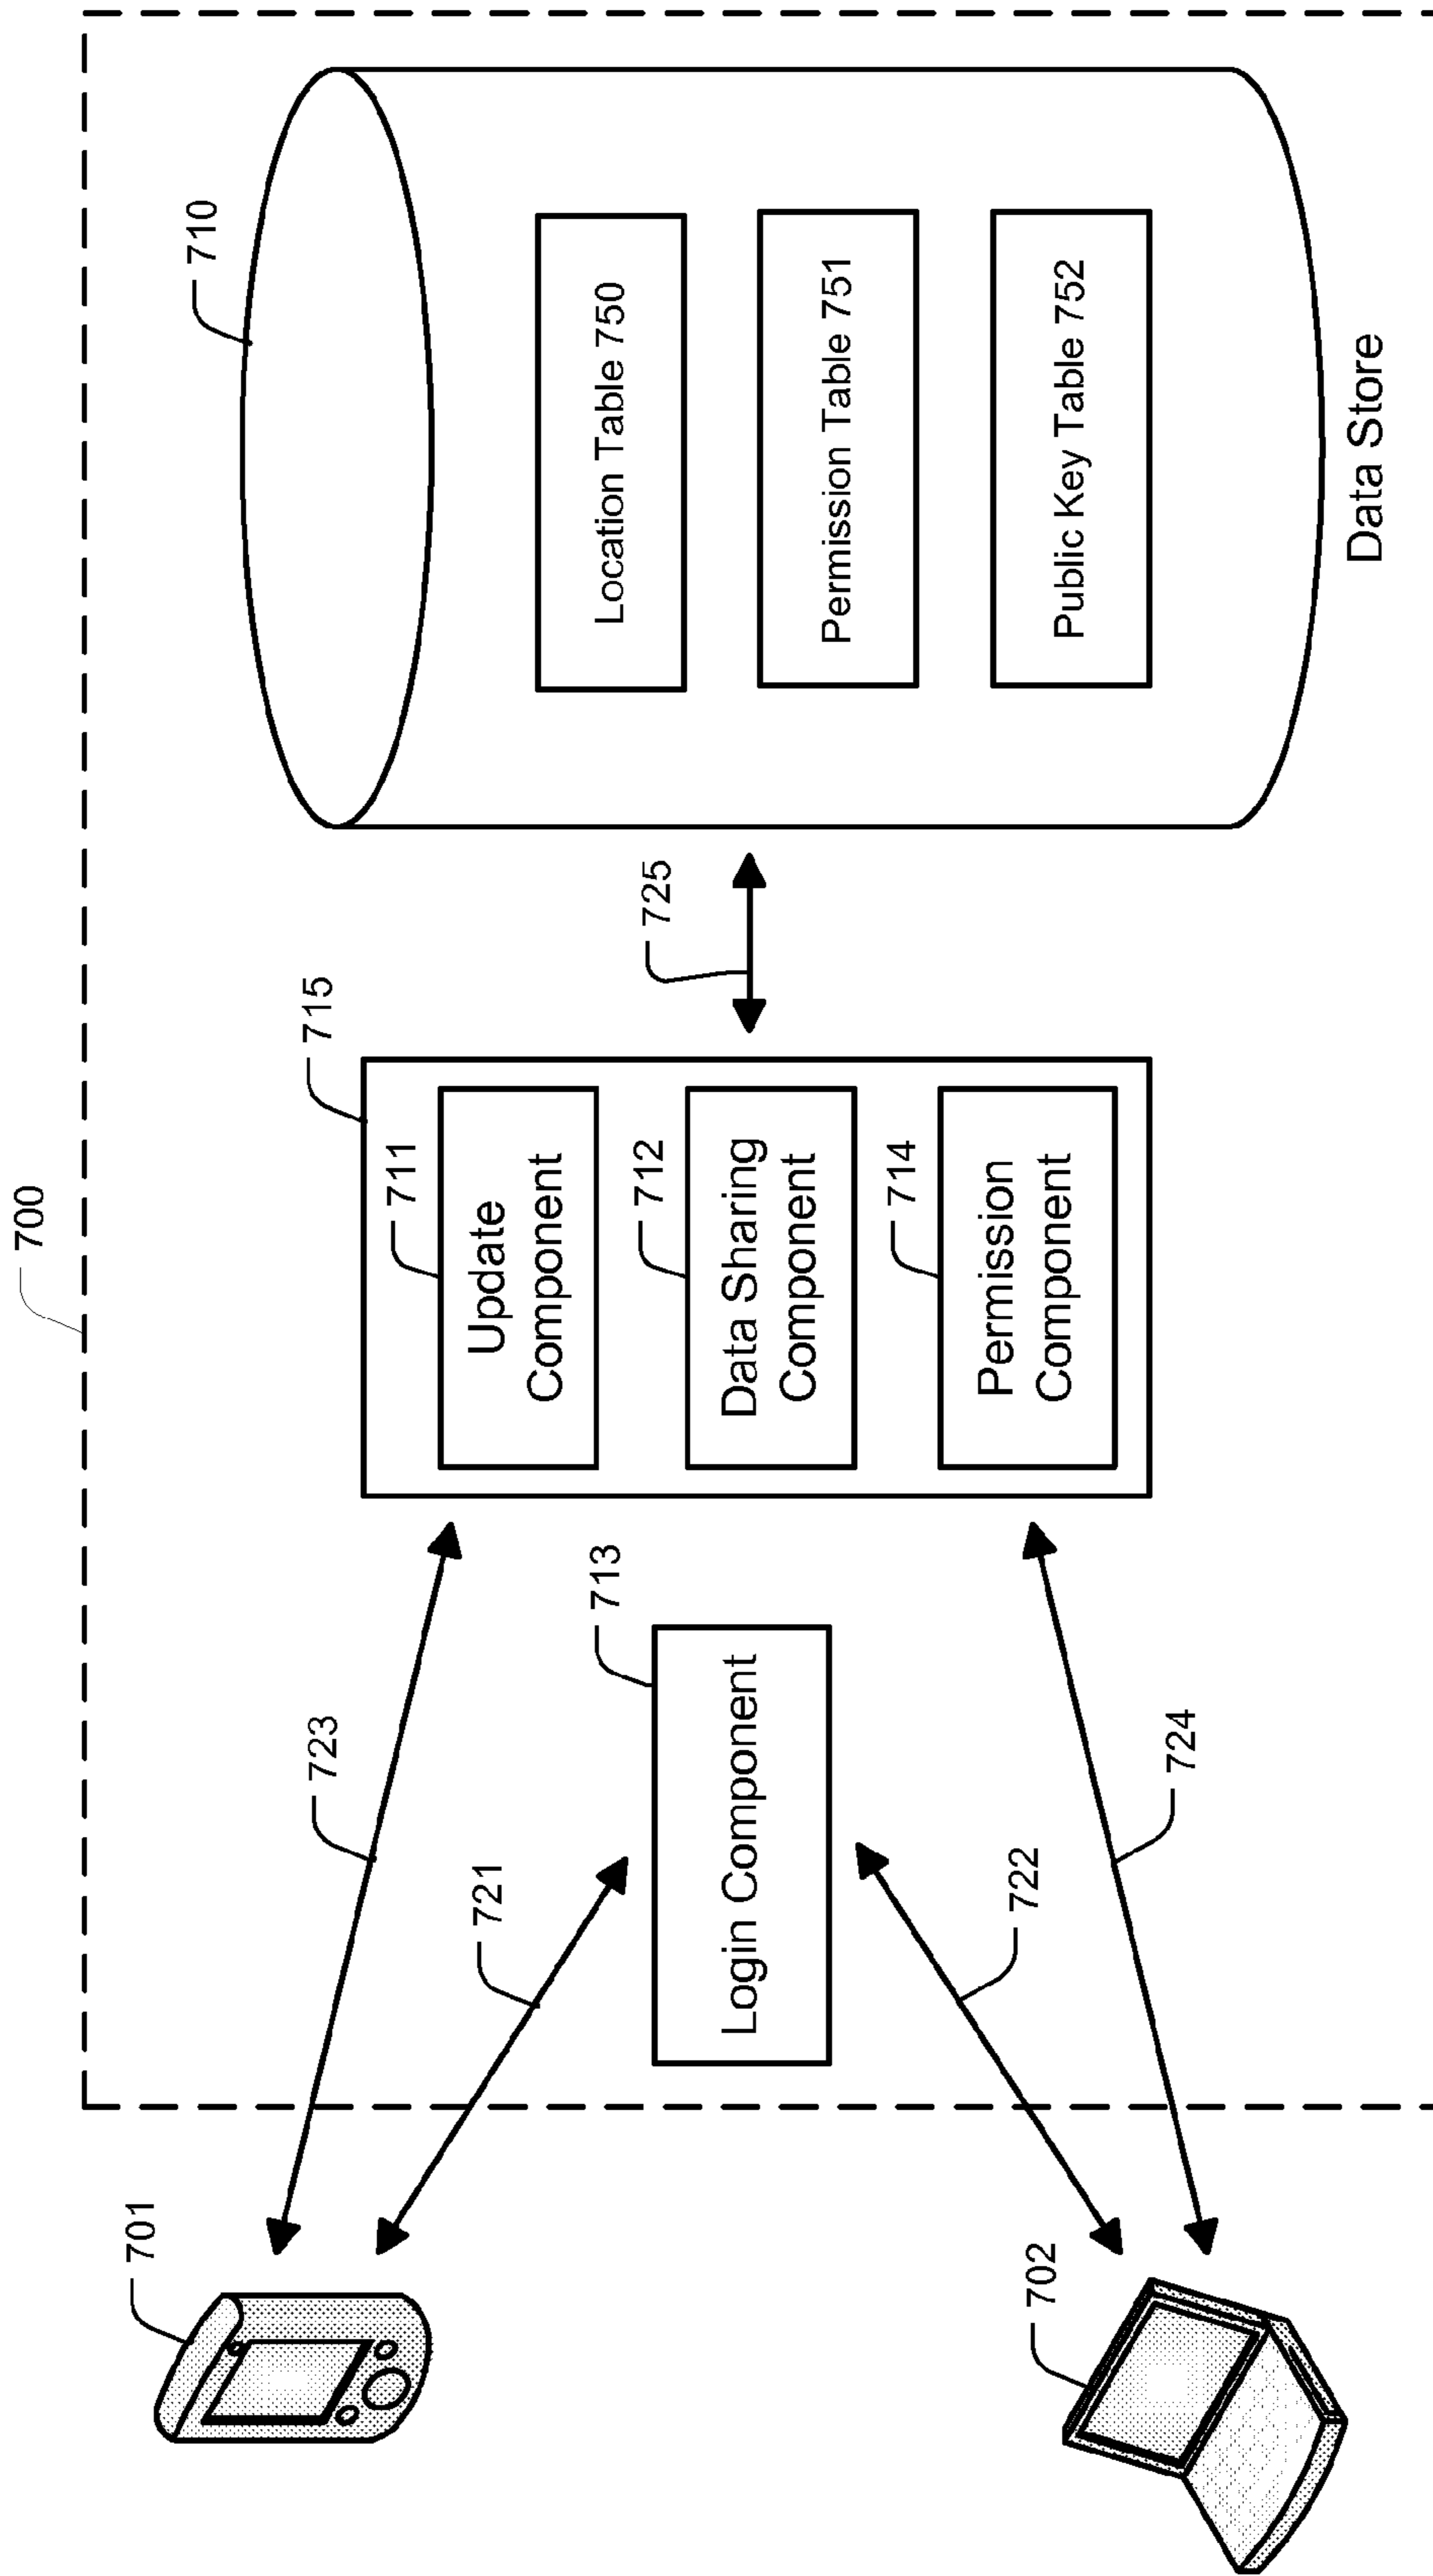 700
701
723
721
713
Login Component
722
724
702
715
711
Update
Component
712
Data Sharing
Component
714
Permission
Component
725
710
Location Table 750
Permission Table 751
Public Key Table 752
Data Store